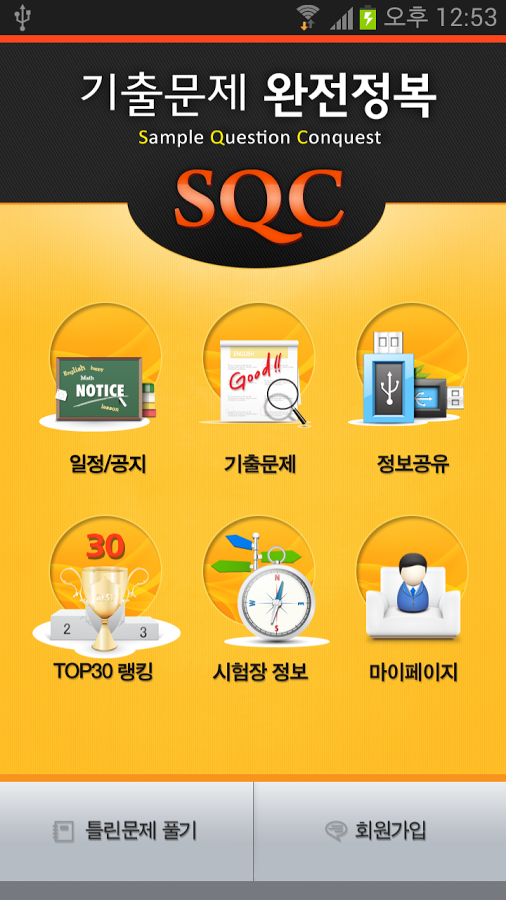 오후 12:53
기출문제 완전정복
Sample Question Conquest
SQC
English
Math
NOTICE
lesson
ENGLISH
Good!!
일정/공지
기출문제
정보공유
30
2
3
N
W
E
S
TOP30 랭킹
시험장 정보
마이페이지
틀린문제 풀기
회원가입